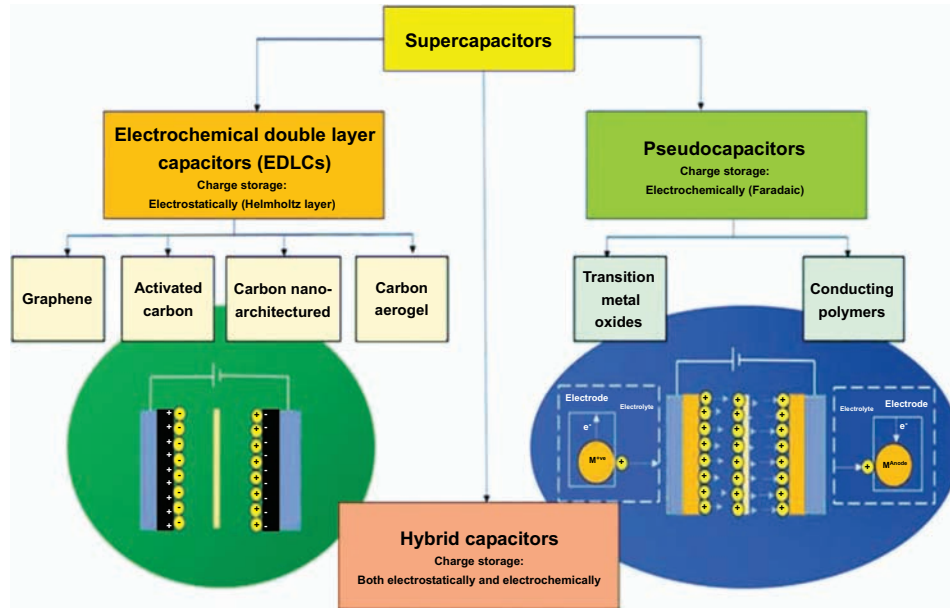 Supercapacitors
Electrochemical double layer
capacitors (EDLCs)
Charge storage:
Electrostatically (Helmholtz layer)
Pseudocapacitors
Charge storage:
Electrochemically (Faradaic)
Graphene
Activated
carbon
Carbon nano-
architectured
Carbon
aerogel
Transition
metal
oxides
Conducting
polymers
Electrode
Electrolyte
e-
M+ve
Electrolyte
Electrode
e-
MAnode
Hybrid capacitors
Charge storage:
Both electrostatically and electrochemically